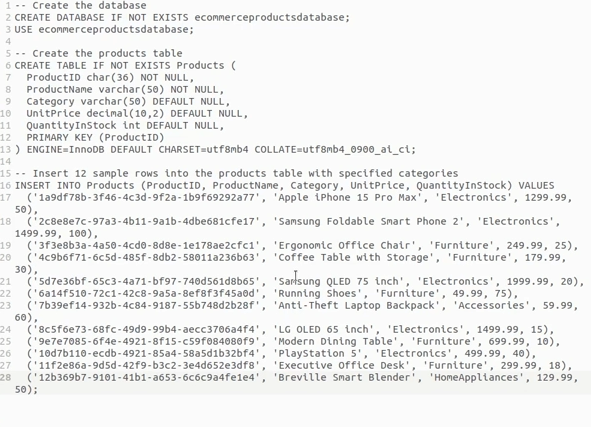 1 -- Create the database
2 CREATE DATABASE IF NOT EXISTS ecommerceproductsdatabase;
3 USE ecommerceproductsdatabase;
4
5 -- Create the products table
6 CREATE TABLE IF NOT EXISTS Products (
7 ProductID char(36) NOT NULL,
8 ProductName varchar(50) NOT NULL,
9 Category varchar(50) DEFAULT NULL,
10 UnitPrice decimal(10,2) DEFAULT NULL,
11 QuantityInStock int DEFAULT NULL,
12 PRIMARY KEY (ProductID)
13 ) ENGINE=InnoDB DEFAULT CHARSET=utf8mb4 COLLATE=utf8mb4_0900_ai_ci;
14
15 -- Insert 12 sample rows into the products table with specified categories
16 INSERT INTO Products (ProductID, ProductName, Category, UnitPrice, QuantityInStock) VALUES
17 ('1a9df78b-3f46-4c3d-9f2a-1b9f69292a77', 'Apple iPhone 15 Pro Max', 'Electronics', 1299.99,
50),
18 ('2c8e8e7c-97a3-4b11-9a1b-4dbe681cfe17', 'Samsung Foldable Smart Phone 2', 'Electronics',
1499.99, 100),
19 ('3f3e8b3a-4a50-4cd0-8d8e-1e178ae2cfc1', 'Ergonomic Office Chair', 'Furniture', 249.99, 25),
20 ('4c9b6f71-6c5d-485f-8db2-58011a236b63', 'Coffee Table with Storage', 'Furniture', 179.99,
30),
21 ('5d7e36bf-65c3-4a71-bf97-740d561d8b65', 'Samsung QLED 75 inch', 'Electronics', 1999.99, 20),
22 ('6a14f510-72c1-42c8-9a5a-8ef8f3f45a0d', 'Running Shoes', 'Furniture', 49.99, 75),
23 ('7b39ef14-932b-4c84-9187-55b748d2b28f', 'Anti-Theft Laptop Backpack', 'Accessories', 59.99,
60),
24 ('8c5f6e73-68fc-49d9-99b4-aecc3706a4f4', 'LG OLED 65 inch', 'Electronics', 1499.99, 15),
25 ('9e7e7085-6f4e-4921-8f15-c59f084080f9', 'Modern Dining Table', 'Furniture', 699.99, 10),
26 ('10d7b110-ecdb-4921-85a4-58a5d1b32bf4', 'PlayStation 5', 'Electronics', 499.99, 40),
27 ('11f2e86a-9d5d-42f9-b3c2-3e4d652e3df8', 'Executive Office Desk', 'Furniture', 299.99, 18),
28 ('12b369b7-9101-41b1-a653-6c6c9a4fe1e4', 'Breville Smart Blender', 'HomeAppliances', 129.99,
50);